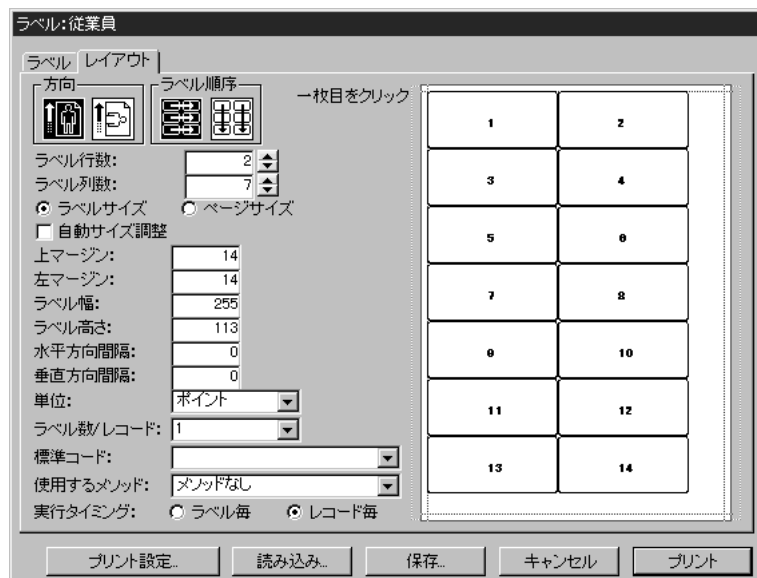 ラベル:従業員
ラベル レイアウト
方向 ラベル順序 一枚目をクリック
ラベル行数: 2
ラベル列数: 7
ラベルサイズ ページサイズ
自動サイズ調整
上マージン: 14
左マージン: 14
ラベル幅: 255
ラベル高さ: 113
水平方向間隔: 0
垂直方向間隔: 0
単位: ポイント
ラベル数/レコード: 1
標準コード:
使用するメソッド: メソッドなし
実行タイミング: ラベル毎 レコード毎
1 2
3 4
5 6
7 8
9 10
11 12
13 14
プリント設定... 読み込み... 保存... キャンセル プリント